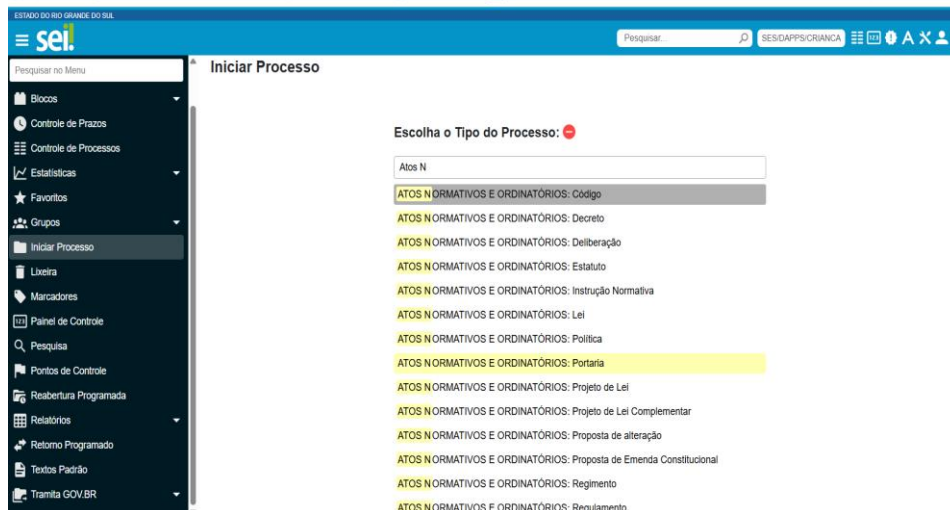 ESTADO DO RIO GRANDE DO SUL
sei!
Pesquisar...
SES/DAPPS/CRIANCA
Pesquisar no Menu
Blocos
Controle de Prazos
Controle de Processos
Estatísticas
Favoritos
Grupos
Iniciar Processo
Lixeira
Marcadores
Painel de Controle
Pesquisa
Pontos de Controle
Reabertura Programada
Relatórios
Retorno Programado
Textos Padrão
Tramita GOV.BR
Iniciar Processo
Escolha o Tipo do Processo:
Atos N
ATOS NORMATIVOS E ORDINATÓRIOS: Código
ATOS NORMATIVOS E ORDINATÓRIOS: Decreto
ATOS NORMATIVOS E ORDINATÓRIOS: Deliberação
ATOS NORMATIVOS E ORDINATÓRIOS: Estatuto
ATOS NORMATIVOS E ORDINATÓRIOS: Instrução Normativa
ATOS NORMATIVOS E ORDINATÓRIOS: Lei
ATOS NORMATIVOS E ORDINATÓRIOS: Política
ATOS NORMATIVOS E ORDINATÓRIOS: Portaria
ATOS NORMATIVOS E ORDINATÓRIOS: Projeto de Lei
ATOS NORMATIVOS E ORDINATÓRIOS: Projeto de Lei Complementar
ATOS NORMATIVOS E ORDINATÓRIOS: Proposta de alteração
ATOS NORMATIVOS E ORDINATÓRIOS: Proposta de Emenda Constitucional
ATOS NORMATIVOS E ORDINATÓRIOS: Regimento
ATOS NORMATIVOS E ORDINATÓRIOS: Regulamento